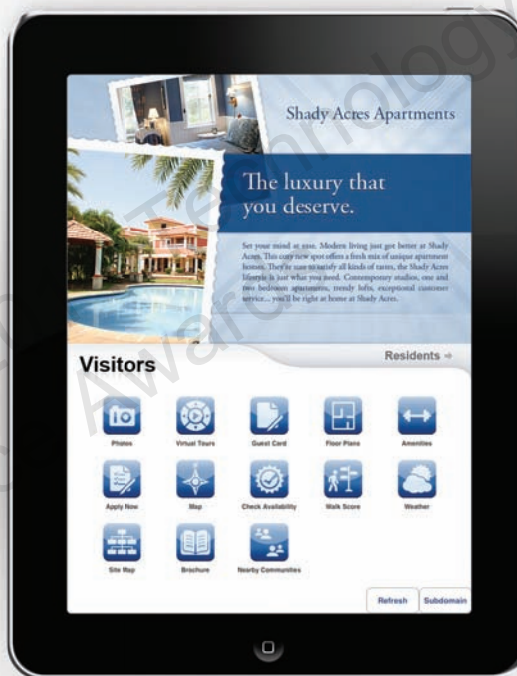 Shady Acres Apartments
The luxury that
you deserve.
Set your mind at ease. Modern living just got better at Shady
Acres. This cozy new spot offers a fresh mix of unique apartment
homes. They're sure to satisfy all kinds of tastes, the Shady Acres
lifestyle is just what you need. Contemporary studios, one and
two bedroom apartments, trendy lofts, exceptional customer
service... you'll be right at home at Shady Acres.
Residents ⇨
Visitors
Photos Virtual Tours Guest Card Floor Plans Amenities
Apply Now Map Check Availability Walk Score Weather
Site Map Brochure Nearby Communities
Refresh Subdomain
Technology
Award